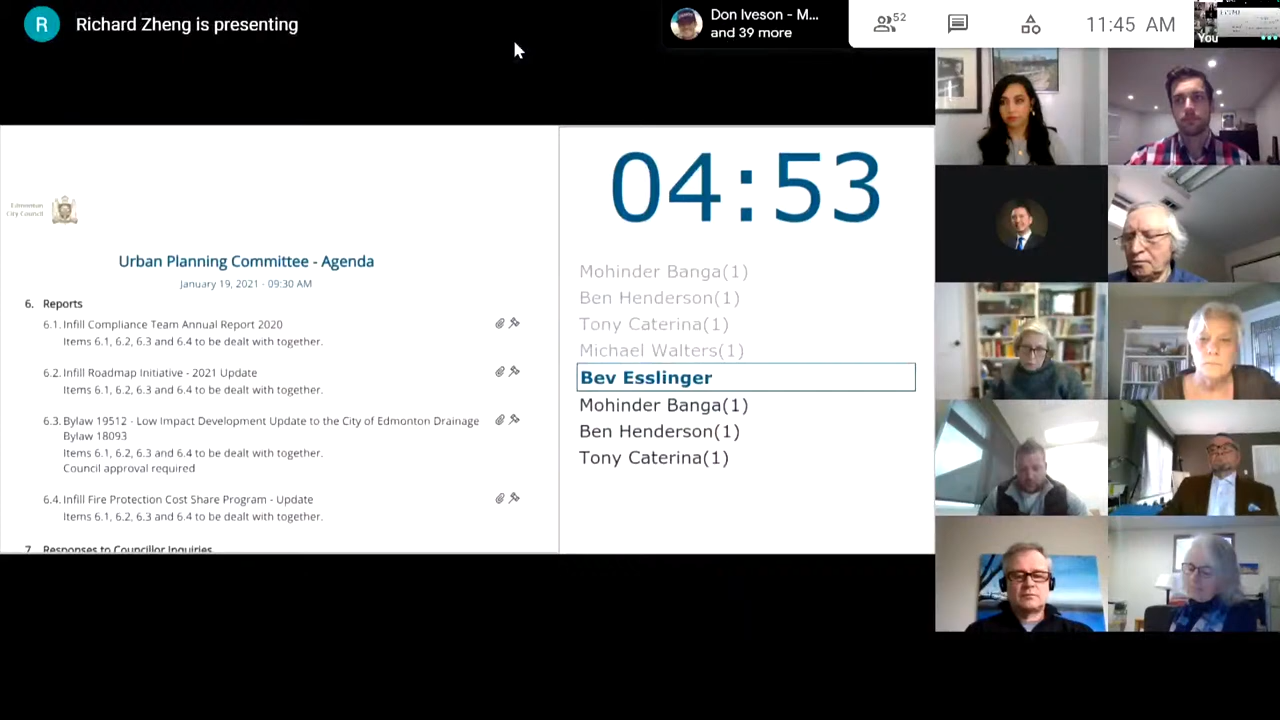 R
Richard Zheng is presenting
Don Iveson - M...
and 39 more
52
11:45 AM
You
Edmonton
City Council
Urban Planning Committee - Agenda
January 19, 2021 - 09:30 AM
6. Reports
6.1. Infill Compliance Team Annual Report 2020
Items 6.1, 6.2, 6.3 and 6.4 to be dealt with together.
6.2. Infill Roadmap Initiative - 2021 Update
Items 6.1, 6.2, 6.3 and 6.4 to be dealt with together.
6.3. Bylaw 19512 - Low Impact Development Update to the City of Edmonton Drainage
Bylaw 18093
Items 6.1, 6.2, 6.3 and 6.4 to be dealt with together.
Council approval required
6.4. Infill Fire Protection Cost Share Program - Update
Items 6.1, 6.2, 6.3 and 6.4 to be dealt with together.
7. Responses to Councillor Inquiries
04:53
Mohinder Banga(1)
Ben Henderson(1)
Tony Caterina(1)
Michael Walters(1)
Bev Esslinger
Mohinder Banga(1)
Ben Henderson(1)
Tony Caterina(1)